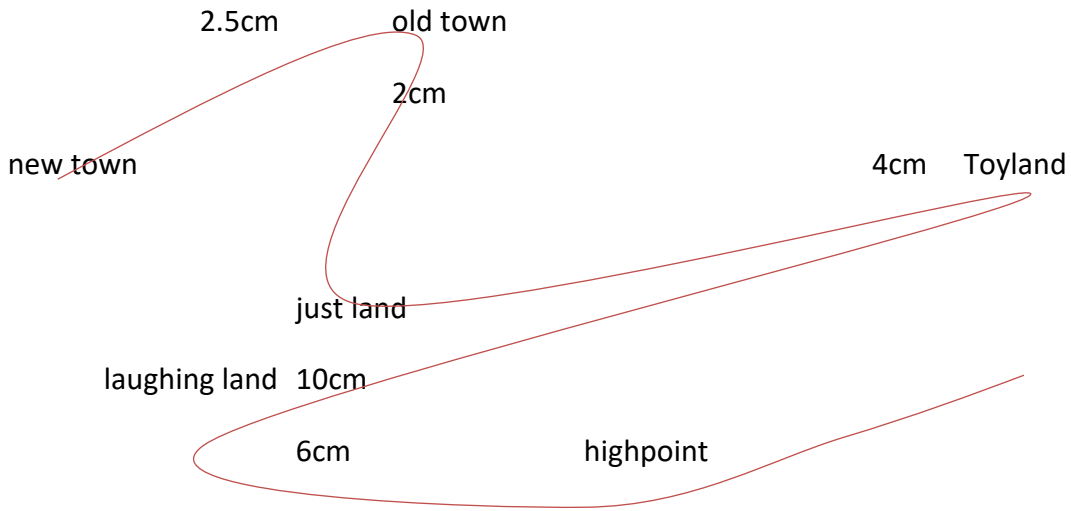 2.5cm old town
2cm
new town 4cm Toyland
just land
laughing land 10cm
6cm highpoint